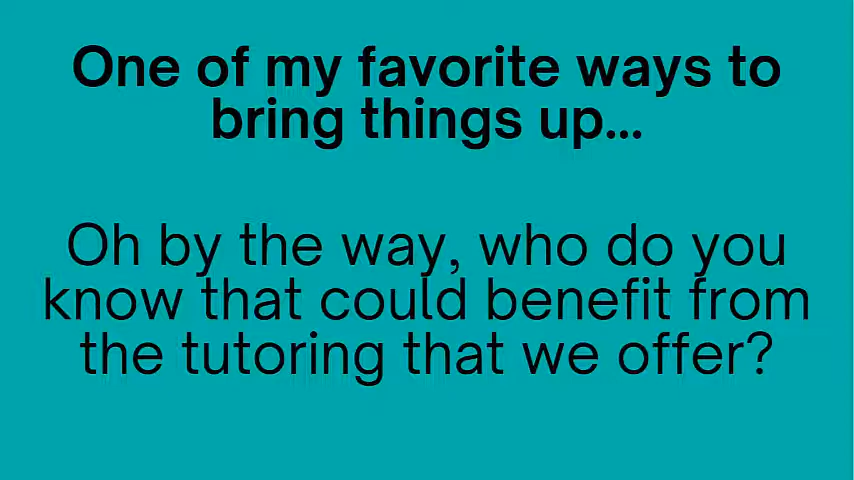 One of my favorite ways to
bring things up...
Oh by the way, who do you
know that could benefit from
the tutoring that we offer?